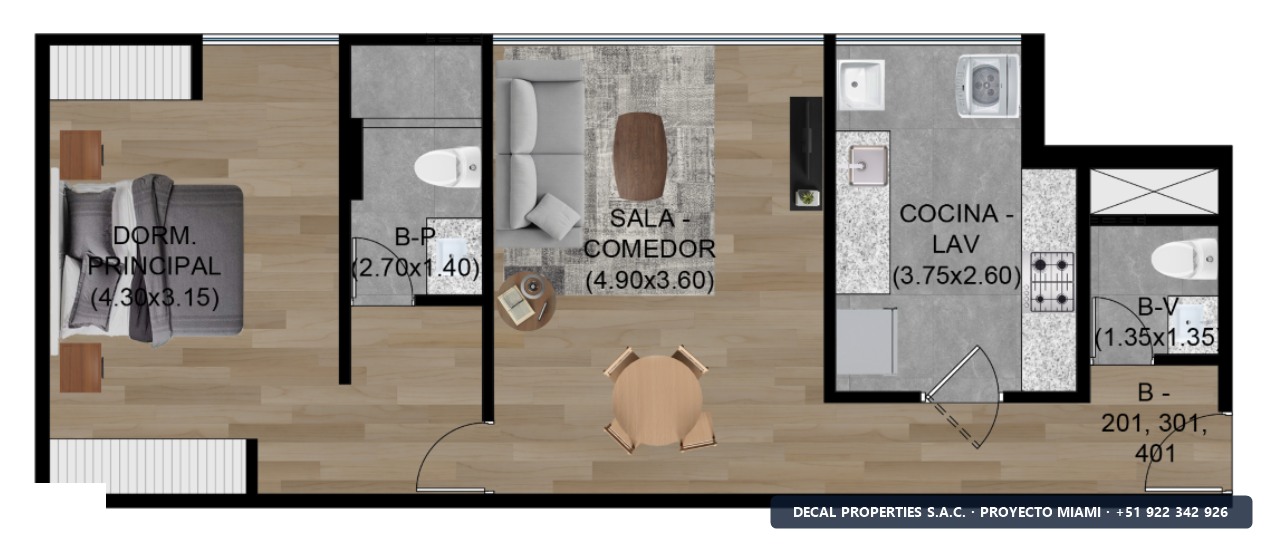 DORM.
PRINCIPAL
(4.30x3.15)
B-P
(2.70x1.40)
SALA -
COMEDOR
(4.90x3.60)
COCINA -
LAV
(3.75x2.60)
B-V
(1.35x1.35
B -
201, 301,
401
DECAL PROPERTIES S.A.C. · PROYECTO MIAMI · +51 922 342 926